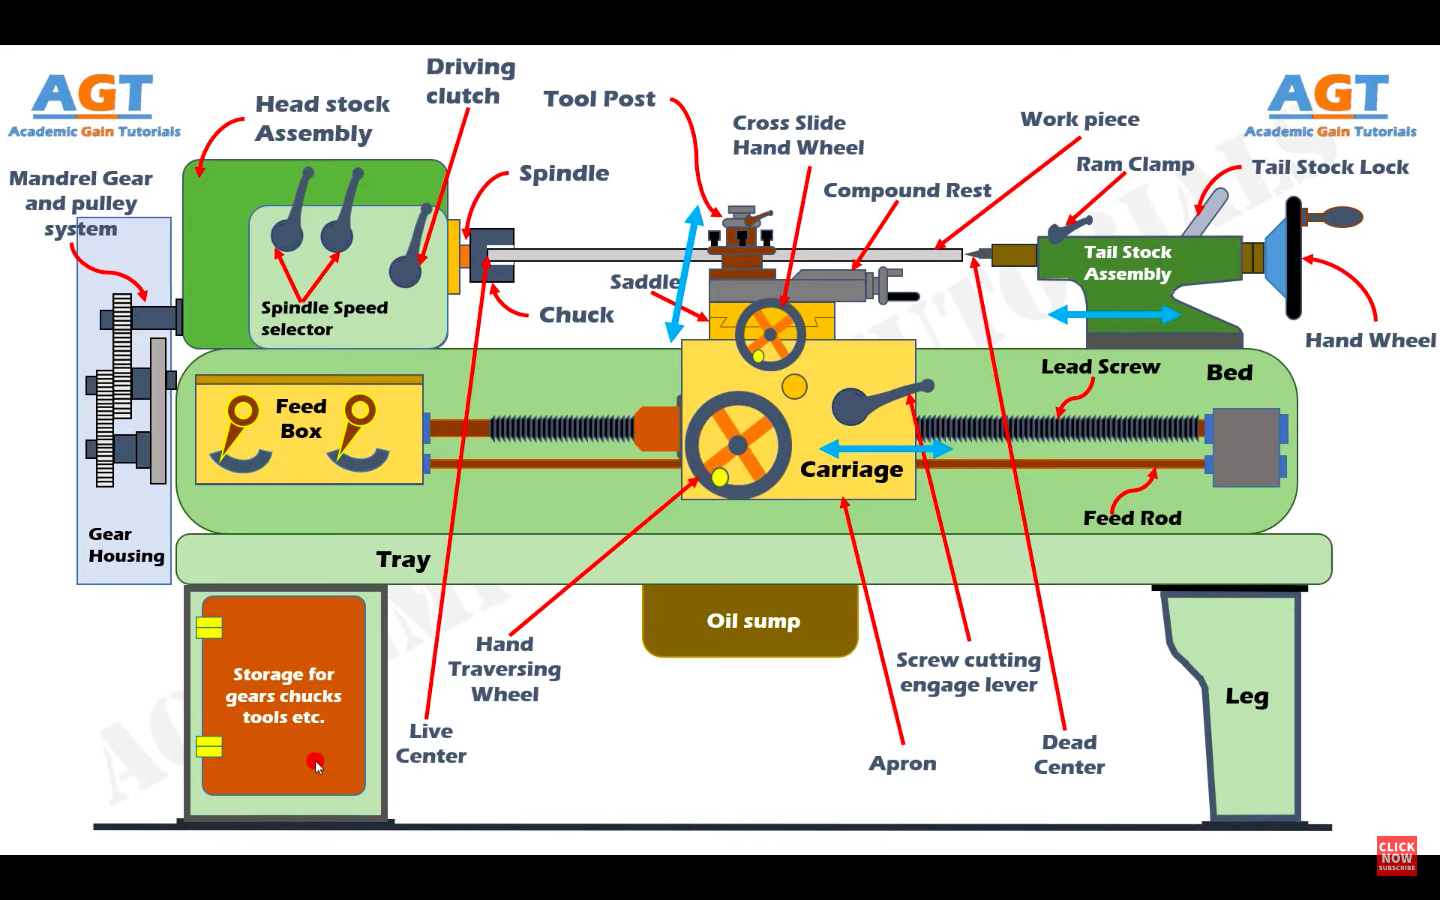 AGT
Academic Gain Tutorials
Head stock
Assembly
Driving
clutch
Tool Post
Cross Slide
Hand Wheel
Work piece
AGT
Academic Gain Tutorials
Mandrel Gear
and pulley
system
Spindle
Compound Rest
Ram Clamp
Tail Stock Lock
Spindle Speed
selector
Chuck
Saddle
Tail Stock
Assembly
Hand Wheel
Feed
Box
Lead Screw
Bed
Carriage
Feed Rod
Gear
Housing
Tray
Oil sump
Storage for
gears chucks
tools etc.
Hand
Traversing
Wheel
Live
Center
Screw cutting
engage lever
Apron
Dead
Center
Leg
CLICK
NOW
SUBSCRIBE